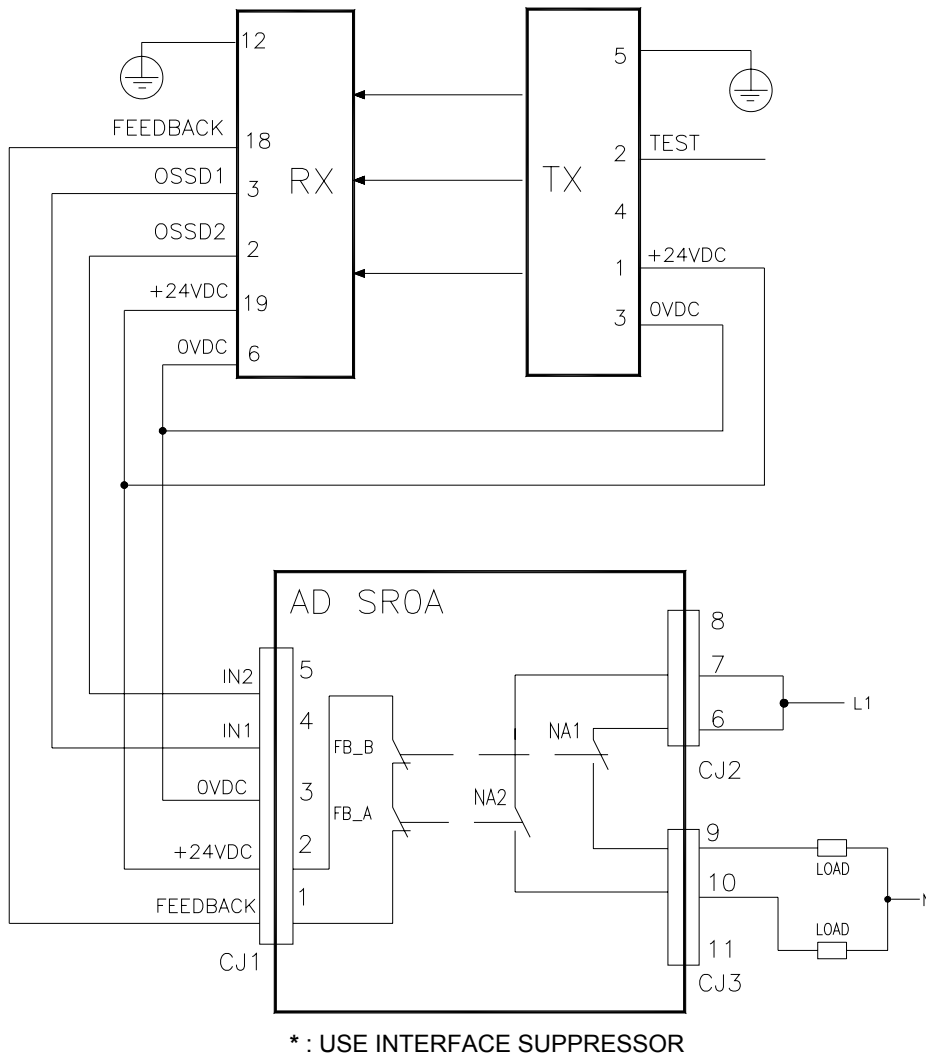 12
5
FEEDBACK
18
TEST
2
OSSD1
3
RX
TX
4
OSSD2
2
+24VDC
1
+24VDC
19
0VDC
3
0VDC
6
AD SR0A
8
5
7
IN2
L1
4
6
NA1
IN1
FB_B
CJ2
3
0VDC
NA2
FB_A
9
2
+24VDC
LOAD
10
1
FEEDBACK
LOAD
11
CJ1
CJ3
* : USE INTERFACE SUPPRESSOR